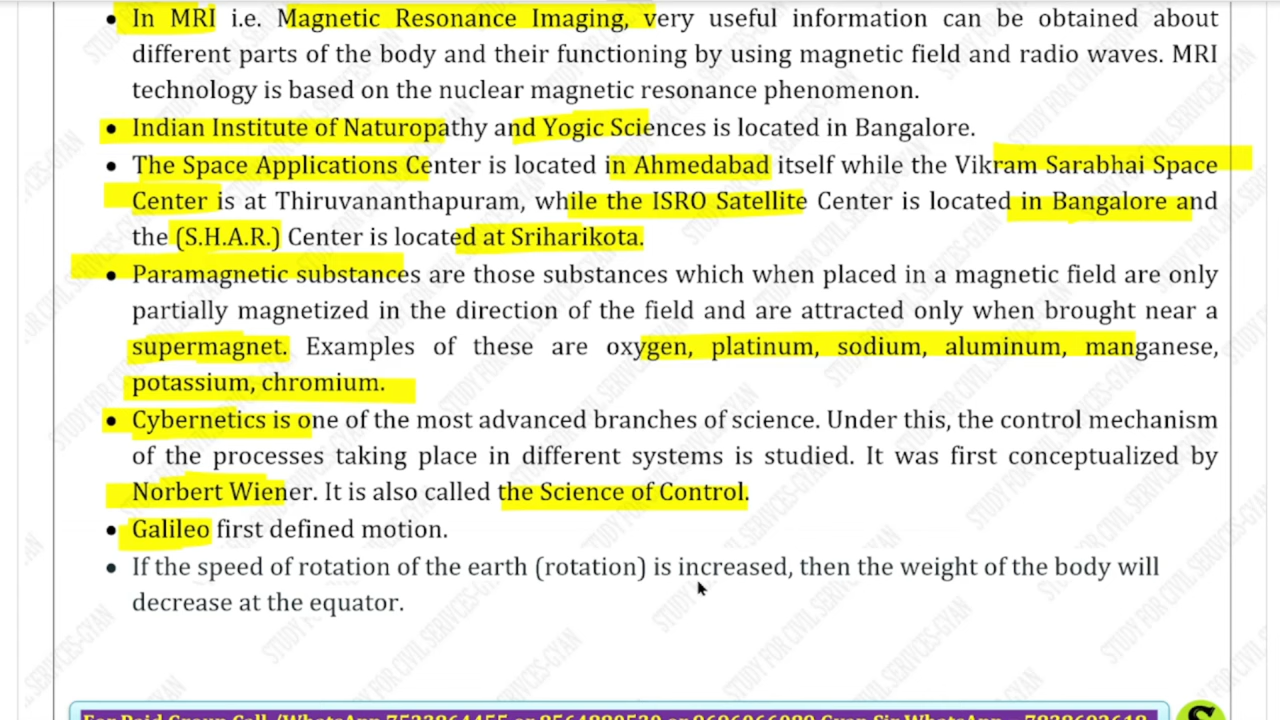 • In MRI i.e. Magnetic Resonance Imaging, very useful information can be obtained about
different parts of the body and their functioning by using magnetic field and radio waves. MRI
technology is based on the nuclear magnetic resonance phenomenon.
• Indian Institute of Naturopathy and Yogic Sciences is located in Bangalore.
• The Space Applications Center is located in Ahmedabad itself while the Vikram Sarabhai Space
Center is at Thiruvananthapuram, while the ISRO Satellite Center is located in Bangalore and
the (S.H.A.R.) Center is located at Sriharikota.
• Paramagnetic substances are those substances which when placed in a magnetic field are only
partially magnetized in the direction of the field and are attracted only when brought near a
supermagnet. Examples of these are oxygen, platinum, sodium, aluminum, manganese,
potassium, chromium.
• Cybernetics is one of the most advanced branches of science. Under this, the control mechanism
of the processes taking place in different systems is studied. It was first conceptualized by
Norbert Wiener. It is also called the Science of Control.
• Galileo first defined motion.
• If the speed of rotation of the earth (rotation) is increased, then the weight of the body will
decrease at the equator.